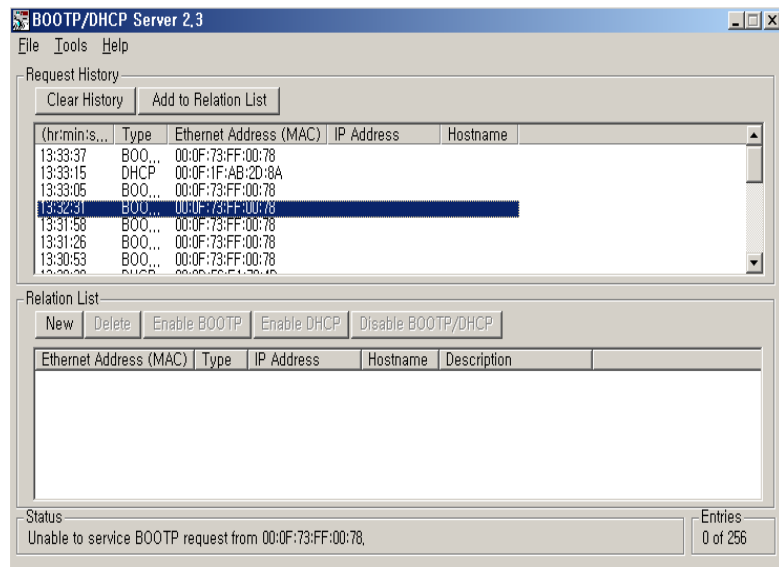 BOOTP/DHCP Server 2,3
File Tools Help
Request History
Clear History Add to Relation List
(hr:min:s,,, Type Ethernet Address (MAC) IP Address Hostname
13:33:37 BOO,,, 00:0F:73:FF:00:78
13:33:15 DHCP 00:0F:1F:AB:2D:8A
13:33:05 BOO,,, 00:0F:73:FF:00:78
13:32:31 BOO,,, 00:0F:73:FF:00:78
13:31:58 BOO,,, 00:0F:73:FF:00:78
13:31:26 BOO,,, 00:0F:73:FF:00:78
13:30:53 BOO,,, 00:0F:73:FF:00:78
Relation List
New Delete Enable BOOTP Enable DHCP Disable BOOTP/DHCP
Ethernet Address (MAC) Type IP Address Hostname Description
Status
Unable to service BOOTP request from 00:0F:73:FF:00:78,
Entries
0 of 256